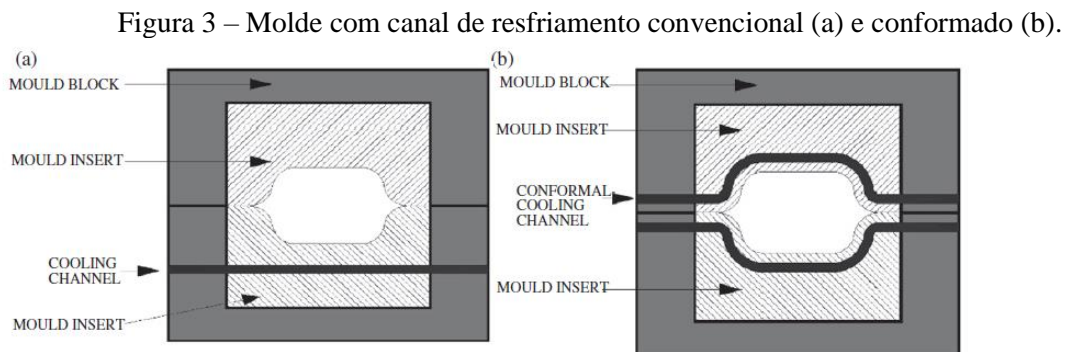 Figura 3 – Molde com canal de resfriamento convencional (a) e conformado (b).
(a)
MOULD BLOCK
MOULD INSERT
COOLING
CHANNEL
MOULD INSERT
(b)
MOULD BLOCK
MOULD INSERT
CONFORMAL
COOLING
CHANNEL
MOULD INSERT